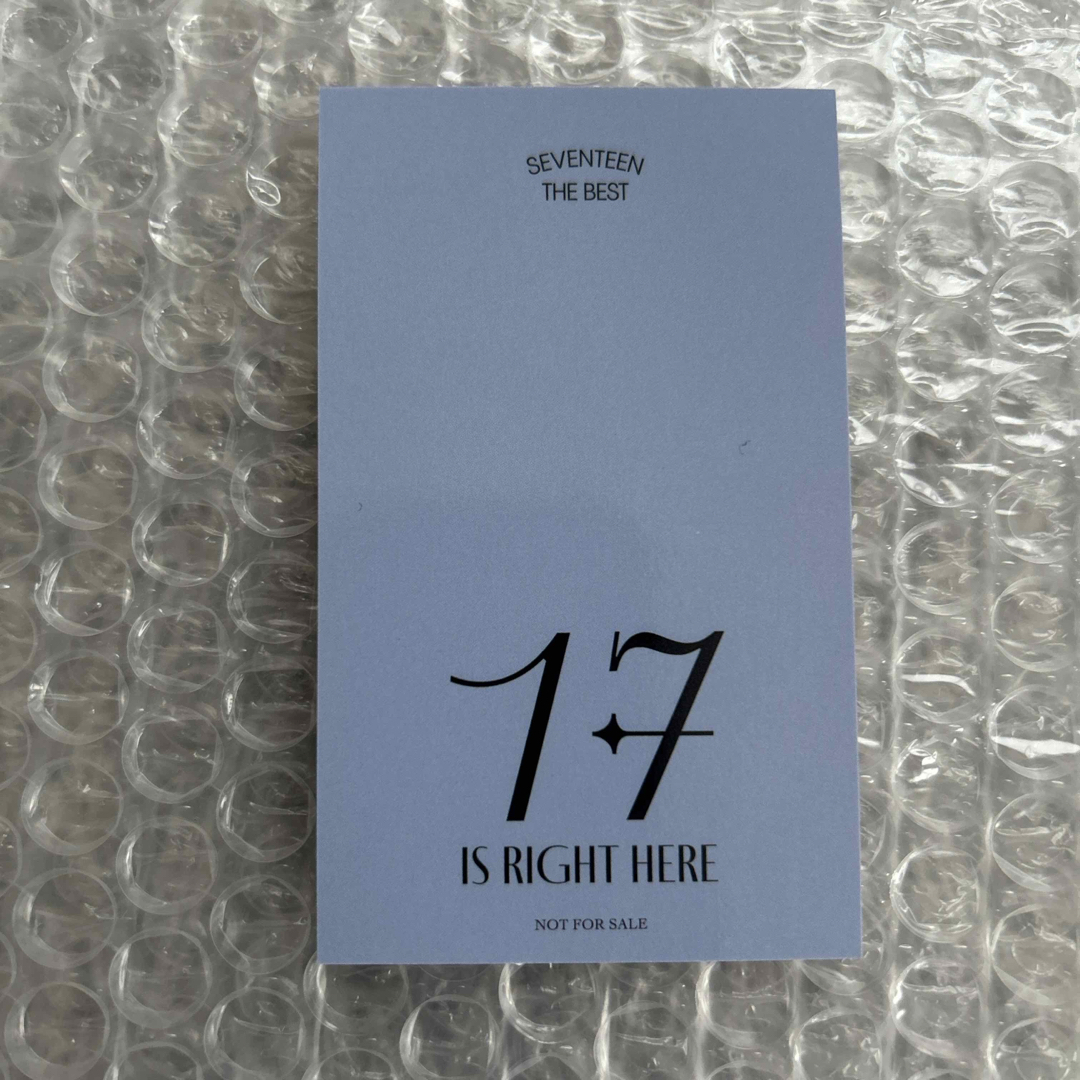 SEVENTEEN
THE BEST
17
IS RIGHT HERE
NOT FOR SALE